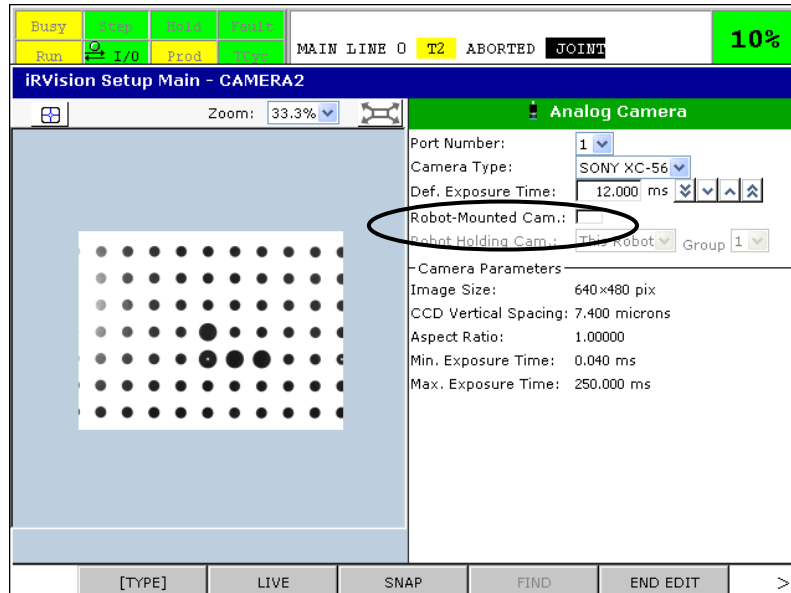 Busy Step Hold Fault
Run I/O Prod TCyc
MAIN LINE 0 T2 ABORTED JOINT
10%
iRVision Setup Main - CAMERA2
Zoom: 33.3%
Analog Camera
Port Number: 1
Camera Type: SONY XC-56
Def. Exposure Time: 12.000 ms
Robot-Mounted Cam.:
Robot Holding Cam.: This Robot Group 1
Camera Parameters
Image Size: 640×480 pix
CCD Vertical Spacing: 7.400 microns
Aspect Ratio: 1.00000
Min. Exposure Time: 0.040 ms
Max. Exposure Time: 250.000 ms
[TYPE] LIVE SNAP FIND END EDIT >